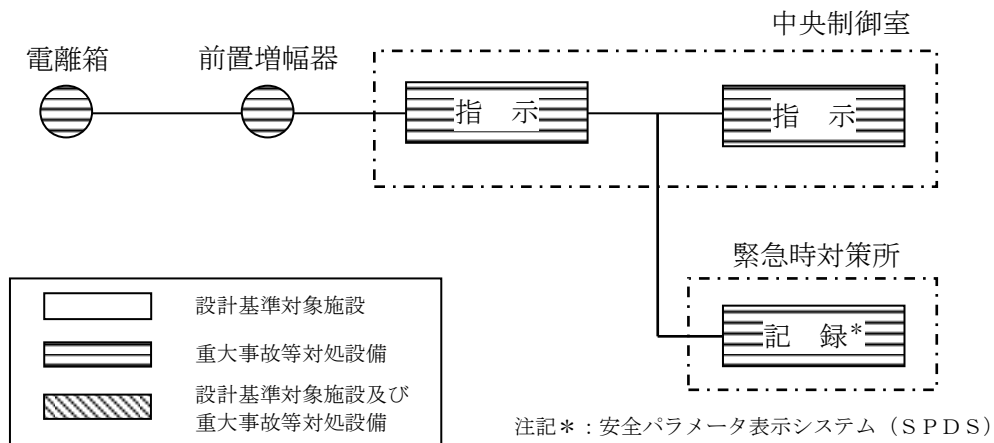 中央制御室
電離箱
前置増幅器
指　示
指　示
緊急時対策所
記　録*
設計基準対象施設
重大事故等対処設備
設計基準対象施設及び
重大事故等対処設備
注記＊：安全パラメータ表示システム（ＳＰＤＳ）